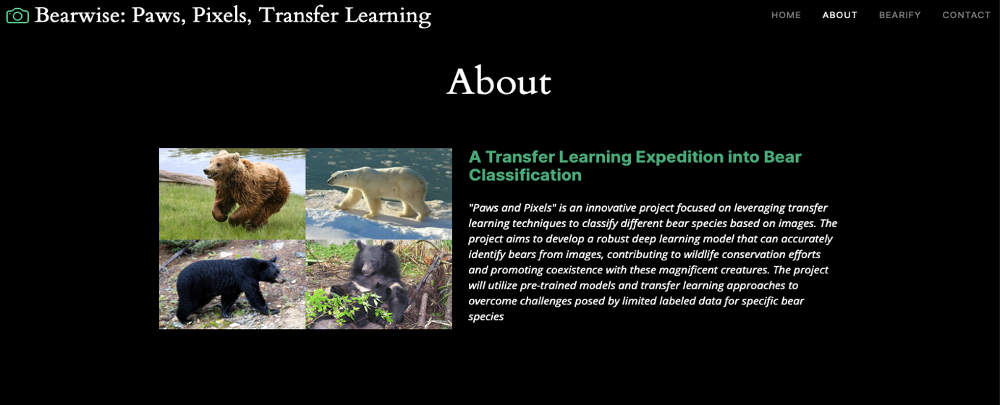 Bearwise: Paws, Pixels, Transfer Learning
HOME ABOUT BEARIFY CONTACT
About
A Transfer Learning Expedition into Bear
Classification
"Paws and Pixels" is an innovative project focused on leveraging transfer
learning techniques to classify different bear species based on images. The
project aims to develop a robust deep learning model that can accurately
identify bears from images, contributing to wildlife conservation efforts
and promoting coexistence with these magnificent creatures. The project
will utilize pre-trained models and transfer learning approaches to
overcome challenges posed by limited labeled data for specific bear
species